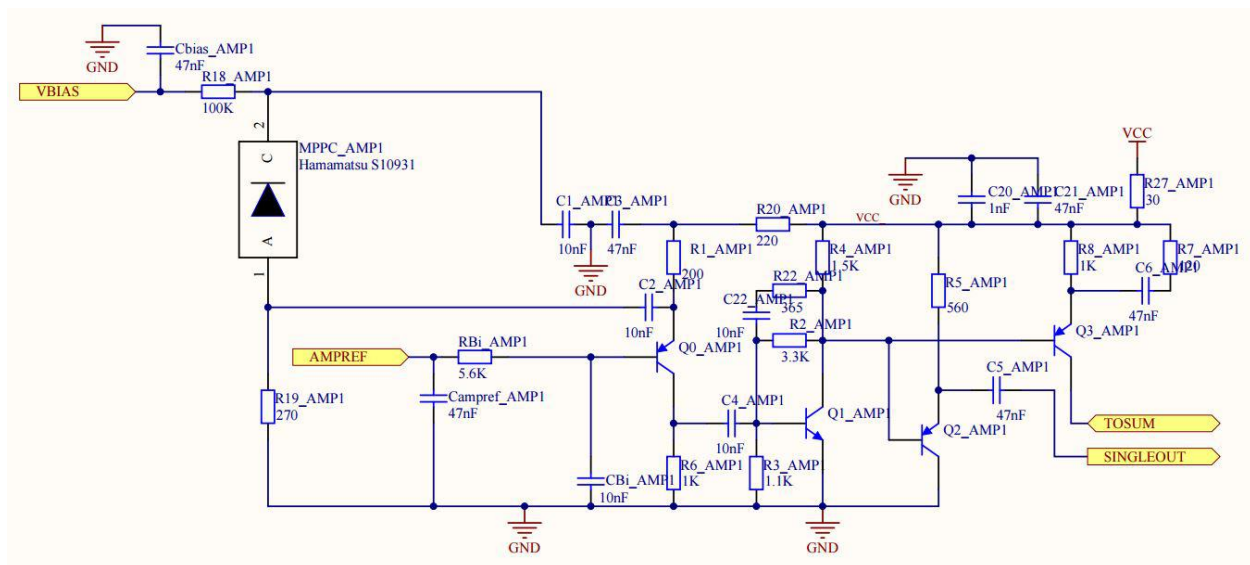 Cbias_AMP1
47nF
GND
R18_AMP1
VBIAS
100K
2
C
MPPC_AMP1
Hamamatsu S10931
A
1
VCC
R27_AMP1
30
GND
C20_AMP1
1nF
C21_AMP1
47nF
C1_AMP1
10nF
C3_AMP1
47nF
GND
R20_AMP1
220
VCC
R1_AMP1
200
R4_AMP1
1.5K
R8_AMP1
1K
R7_AMP1
120
C6_AMP1
47nF
R22_AMP1
365
R5_AMP1
560
C2_AMP1
10nF
C22_AMP1
10nF
R2_AMP1
3.3K
Q3_AMP1
AMPREF
RBi_AMP1
5.6K
Q0_AMP1
R19_AMP1
270
Campref_AMP1
47nF
C4_AMP1
10nF
Q1_AMP1
C5_AMP1
47nF
Q2_AMP1
TOSUM
SINGLEOUT
CBi_AMP1
10nF
R6_AMP1
1K
R3_AMP1
1.1K
GND
GND